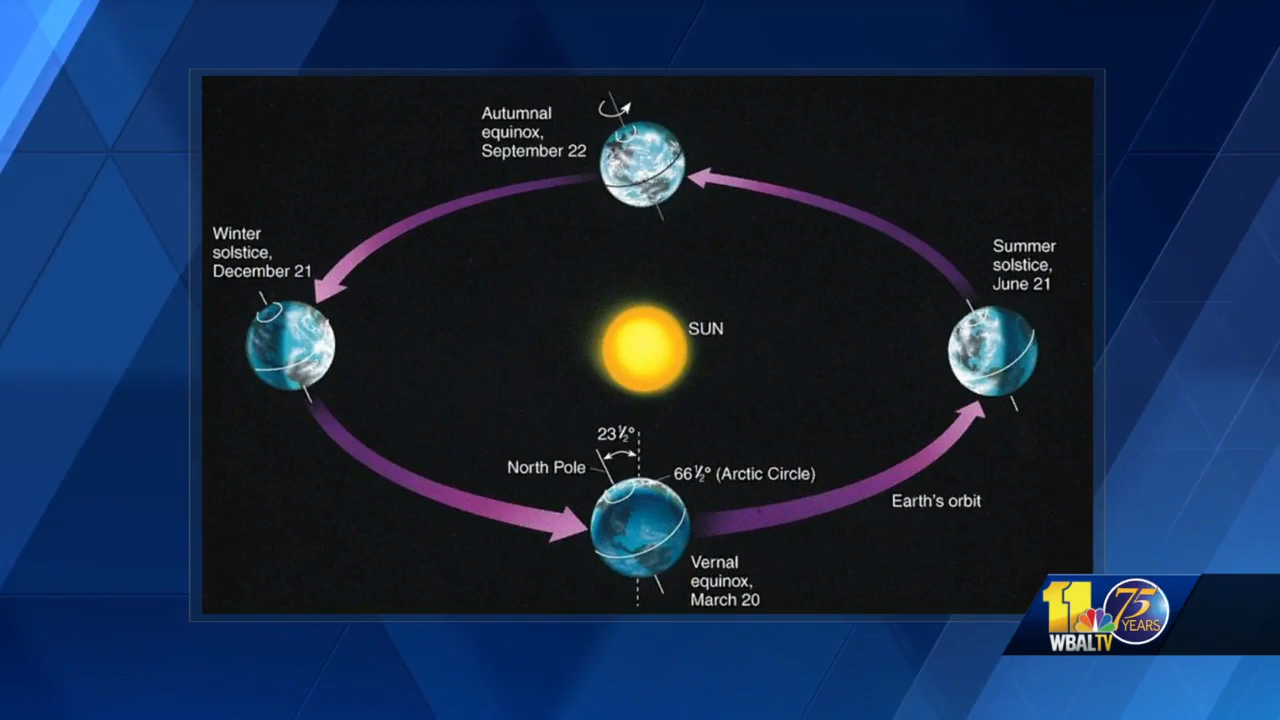 Autumnal
equinox,
September 22
Winter
solstice,
December 21
Summer
solstice,
June 21
SUN
23½°
North Pole
66½° (Arctic Circle)
Earth's orbit
Vernal
equinox,
March 20
11
75
YEARS
WBALTV